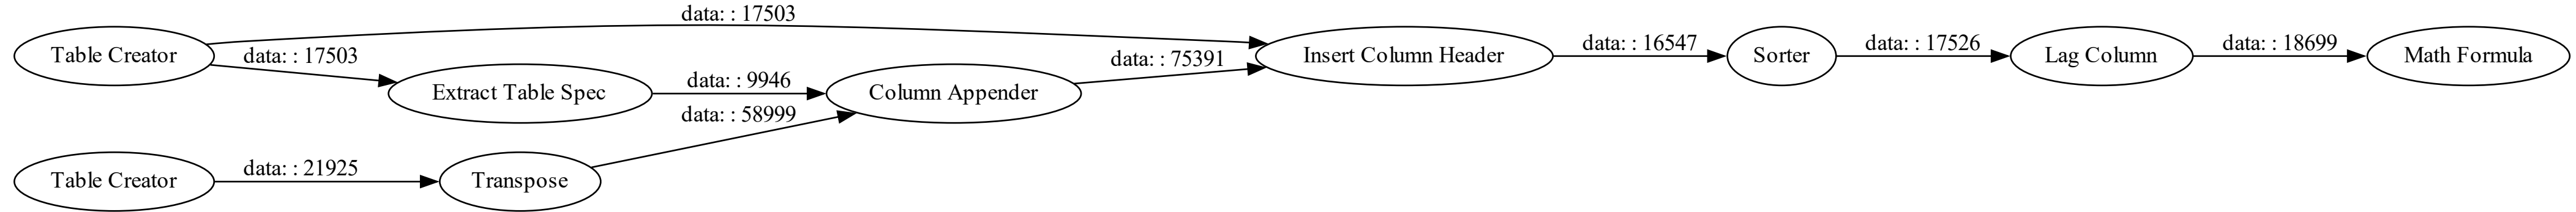 data: : 17503
Table Creator
data: : 17503
Extract Table Spec
data: : 9946
data: : 58999
Column Appender
data: : 75391
Insert Column Header
data: : 16547
Sorter
data: : 17526
Lag Column
data: : 18699
Math Formula
Table Creator
data: : 21925
Transpose